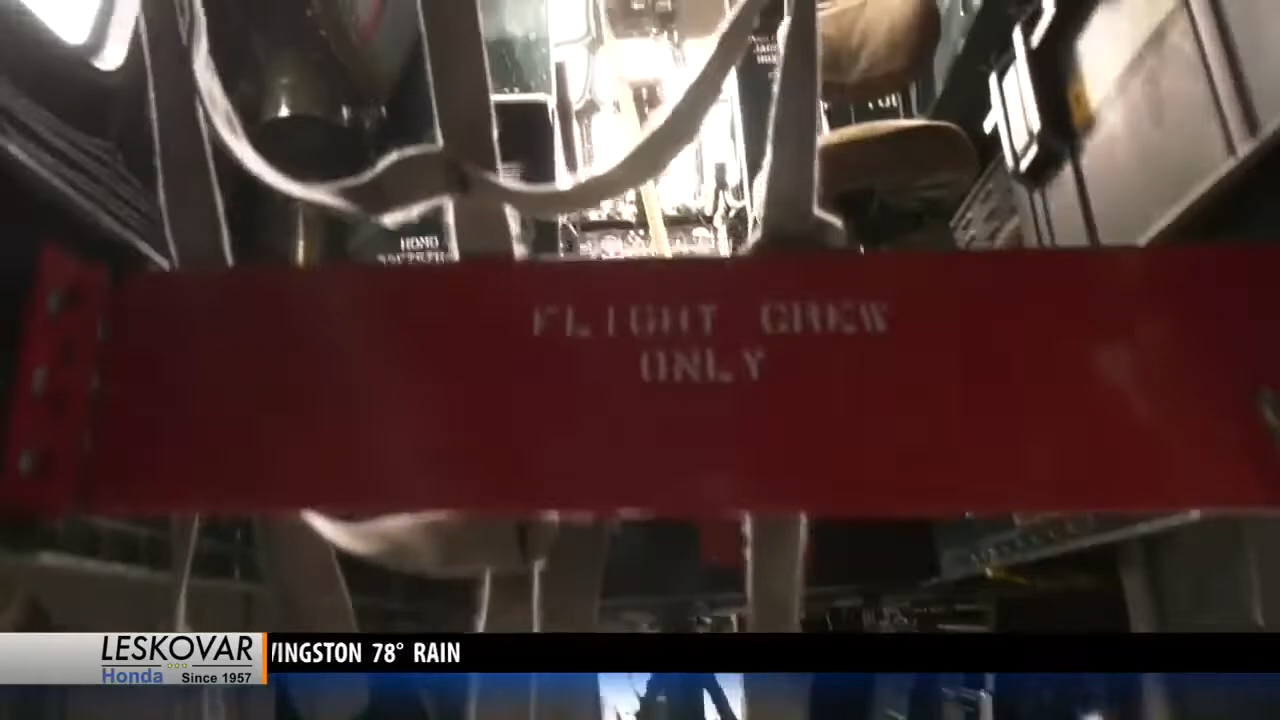 FLIGHT CREW
ONLY
LESKOVAR
Honda Since 1957
VINGSTON 78° RAIN